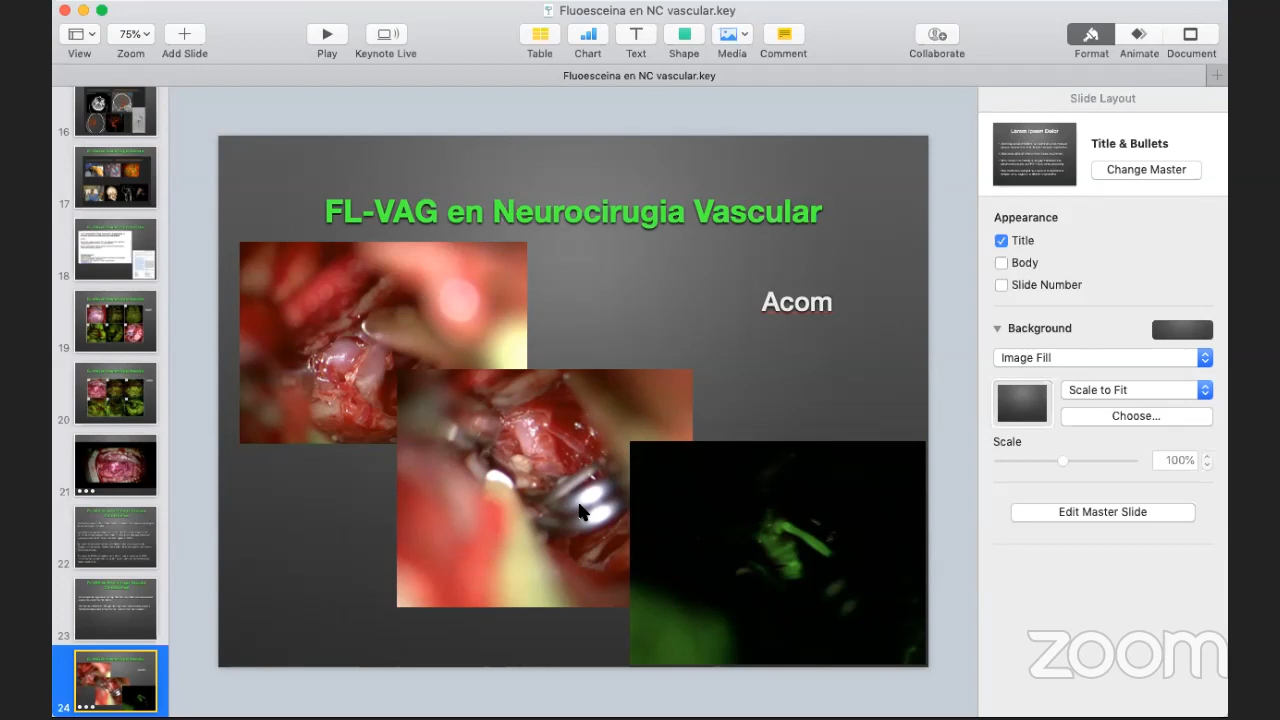 Fluoesceina en NC vascular.key
View
75%
Zoom
Add Slide
Play
Keynote Live
Table
Chart
Text
Shape
Media
Comment
Collaborate
Format
Animate
Document
Fluoesceina en NC vascular.key
16
17
18
19
20
21
22
23
24
FL-VAG en Neurocirugia Vascular
Acom
Slide Layout
Lorem Ipsum Dolor
Title & Bullets
Change Master
Appearance
Title
Body
Slide Number
Background
Image Fill
Scale to Fit
Choose...
Scale
100%
Edit Master Slide
zoom